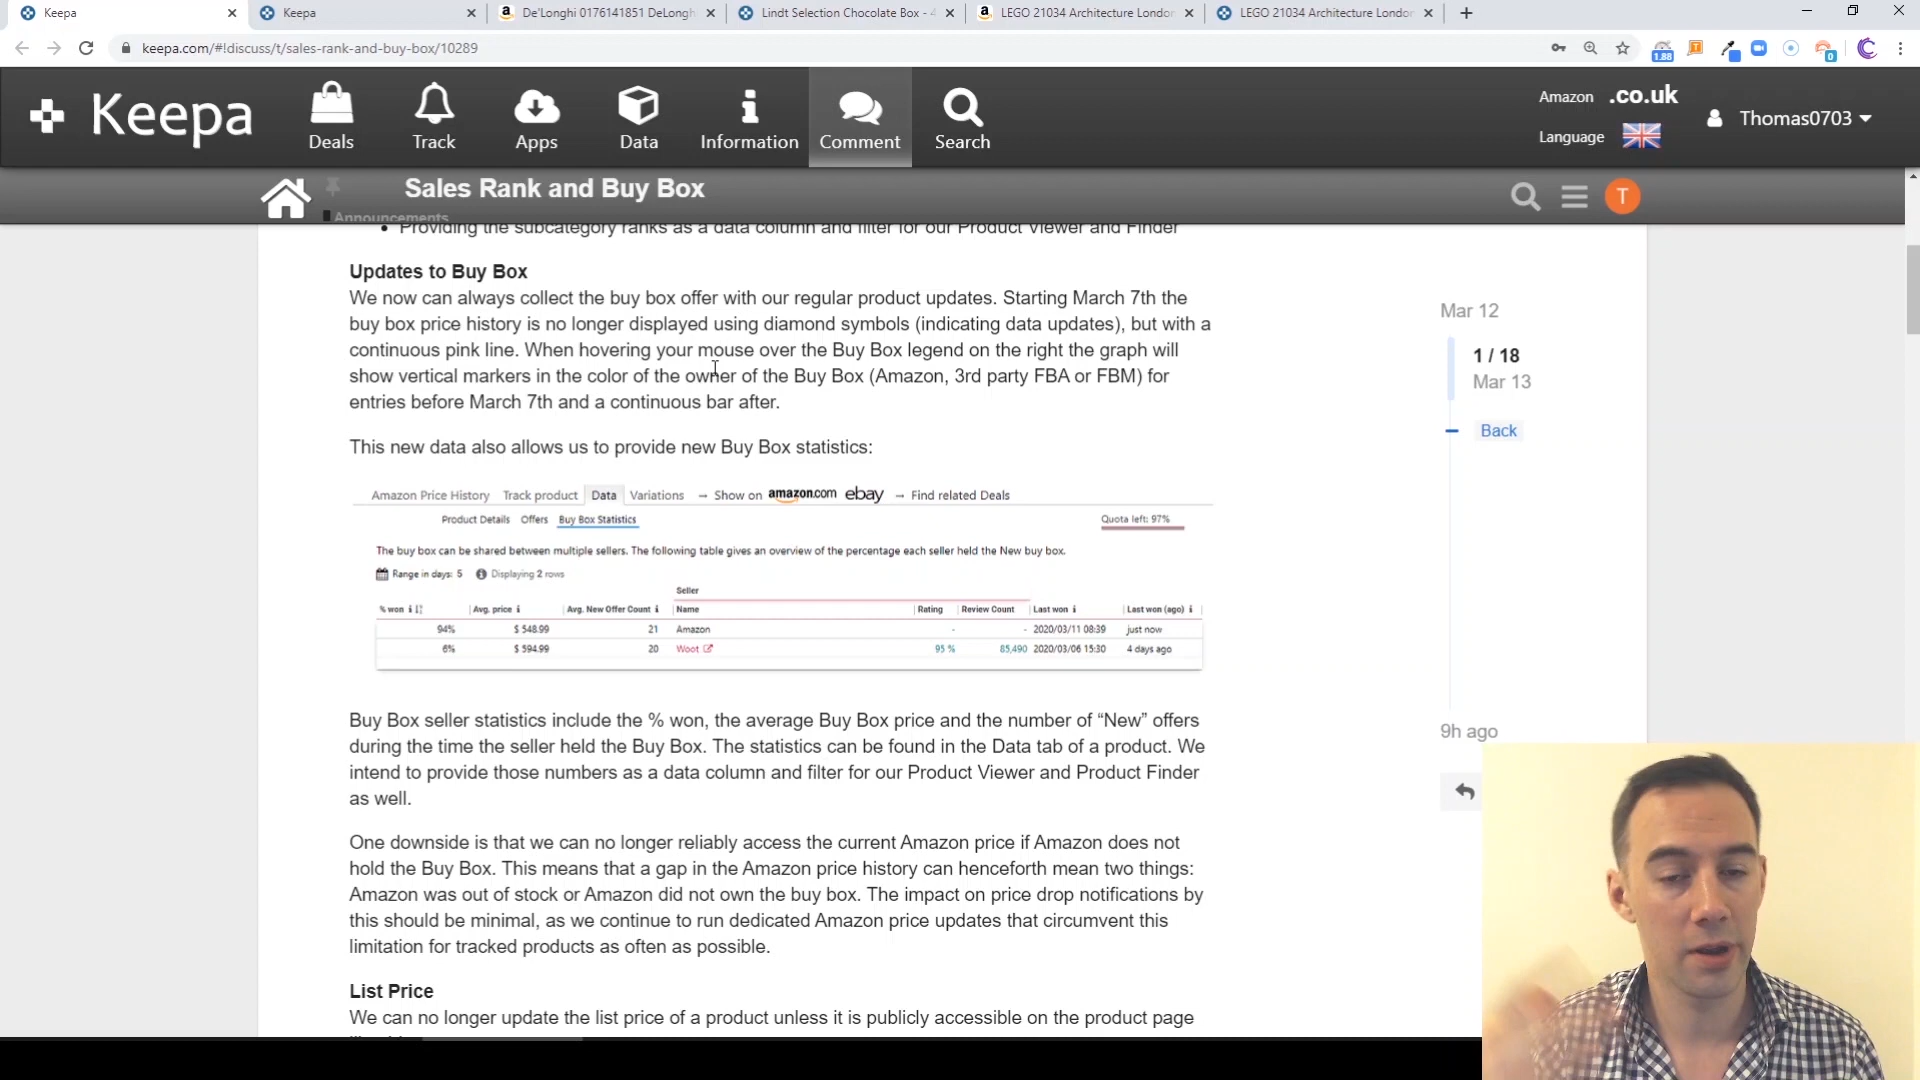 Keepa
Keepa
De'Longhi 0176141851 DeLongh
Lindt Selection Chocolate Box - 4
LEGO 21034 Architecture London
LEGO 21034 Architecture London
keepa.com/#!discuss/t/sales-rank-and-buy-box/10289
1.88
0
Keepa
Deals
Track
Apps
Data
Information
Comment
Search
Amazon .co.uk
Language
Thomas0703
Sales Rank and Buy Box
Announcements
T
• Providing the subcategory ranks as a data column and filter for our Product Viewer and Finder
Updates to Buy Box
We now can always collect the buy box offer with our regular product updates. Starting March 7th the
buy box price history is no longer displayed using diamond symbols (indicating data updates), but with a
continuous pink line. When hovering your mouse over the Buy Box legend on the right the graph will
show vertical markers in the color of the owner of the Buy Box (Amazon, 3rd party FBA or FBM) for
entries before March 7th and a continuous bar after.
Mar 12
1 / 18
Mar 13
Back
This new data also allows us to provide new Buy Box statistics:
Amazon Price History Track product Data Variations → Show on amazon.com ebay → Find related Deals
Product Details Offers Buy Box Statistics Quota left: 97%
The buy box can be shared between multiple sellers. The following table gives an overview of the percentage each seller held the New buy box.
Range in days: 5 Displaying 2 rows
Seller
% won Avg. price Avg. New Offer Count Name Rating Review Count Last won Last won (ago)
94% $ 548.99 21 Amazon - - 2020/03/11 08:39 just now
6% $ 594.99 20 Woot 95 % 85,490 2020/03/06 15:30 4 days ago
Buy Box seller statistics include the % won, the average Buy Box price and the number of “New” offers
during the time the seller held the Buy Box. The statistics can be found in the Data tab of a product. We
intend to provide those numbers as a data column and filter for our Product Viewer and Product Finder
as well.
9h ago
One downside is that we can no longer reliably access the current Amazon price if Amazon does not
hold the Buy Box. This means that a gap in the Amazon price history can henceforth mean two things:
Amazon was out of stock or Amazon did not own the buy box. The impact on price drop notifications by
this should be minimal, as we continue to run dedicated Amazon price updates that circumvent this
limitation for tracked products as often as possible.
List Price
We can no longer update the list price of a product unless it is publicly accessible on the product page